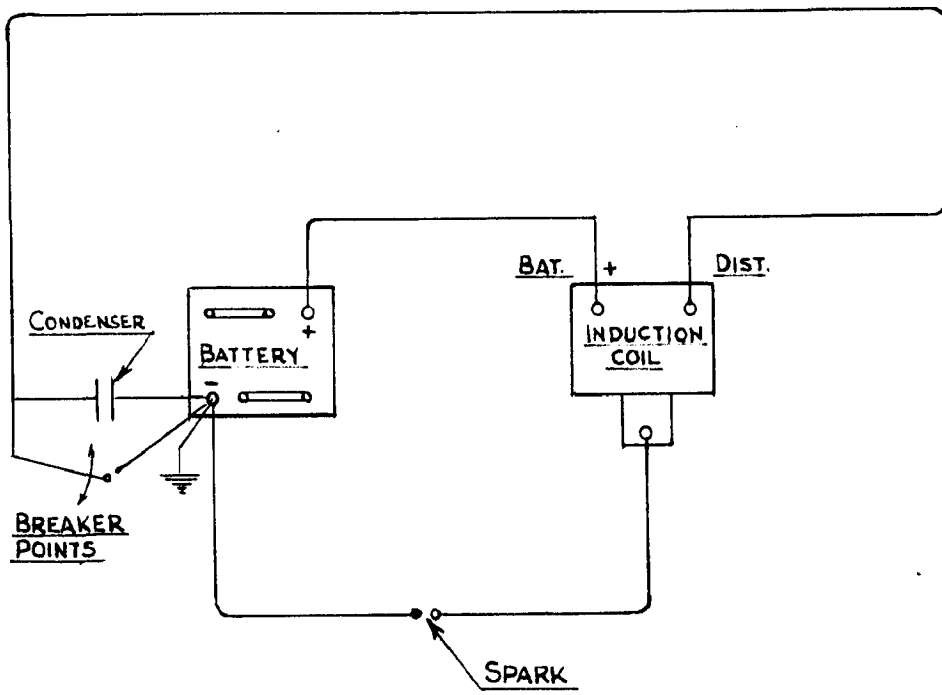 BAT. +
DIST.
CONDENSER
+
BATTERY
-
INDUCTION
COIL
BREAKER
POINTS
SPARK